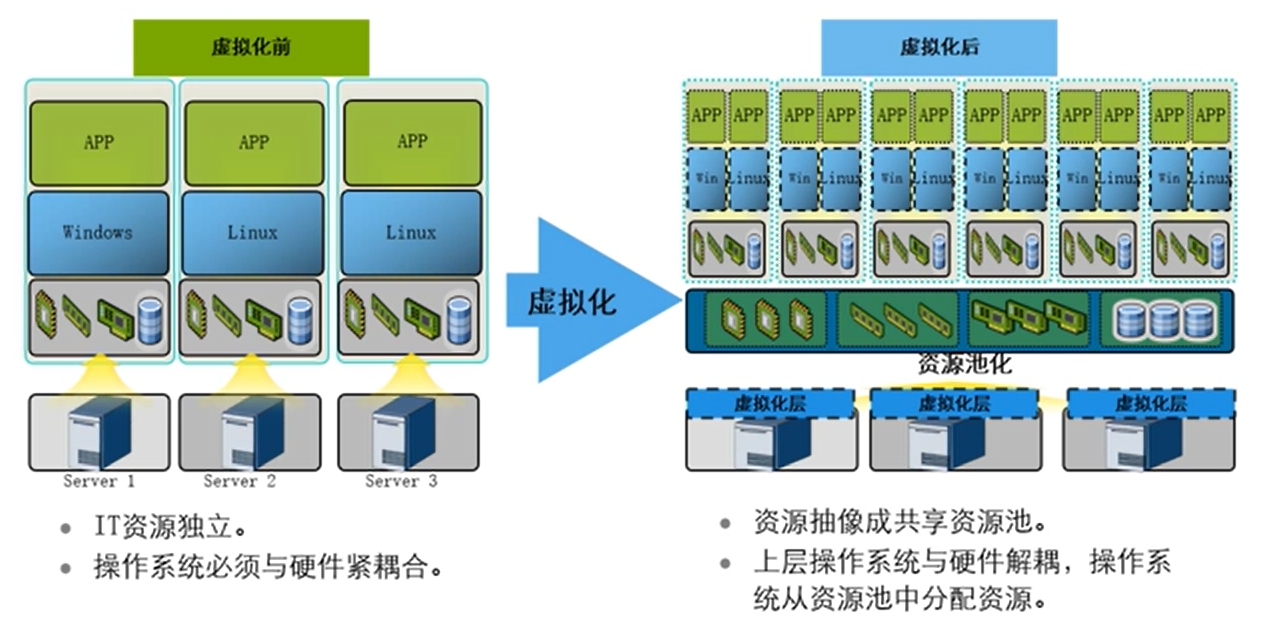 虚拟化前
APP
APP
APP
Windows
Linux
Linux
Server 1
Server 2
Server 3
IT资源独立。
操作系统必须与硬件紧耦合。
虚拟化
虚拟化后
APP APP APP APP APP APP APP APP APP APP APP APP
Win Linux Win Linux Win Linux Win Linux Win Linux Win Linux
资源池化
虚拟化层
虚拟化层
虚拟化层
资源抽像成共享资源池。
上层操作系统与硬件解耦，操作系
统从资源池中分配资源。